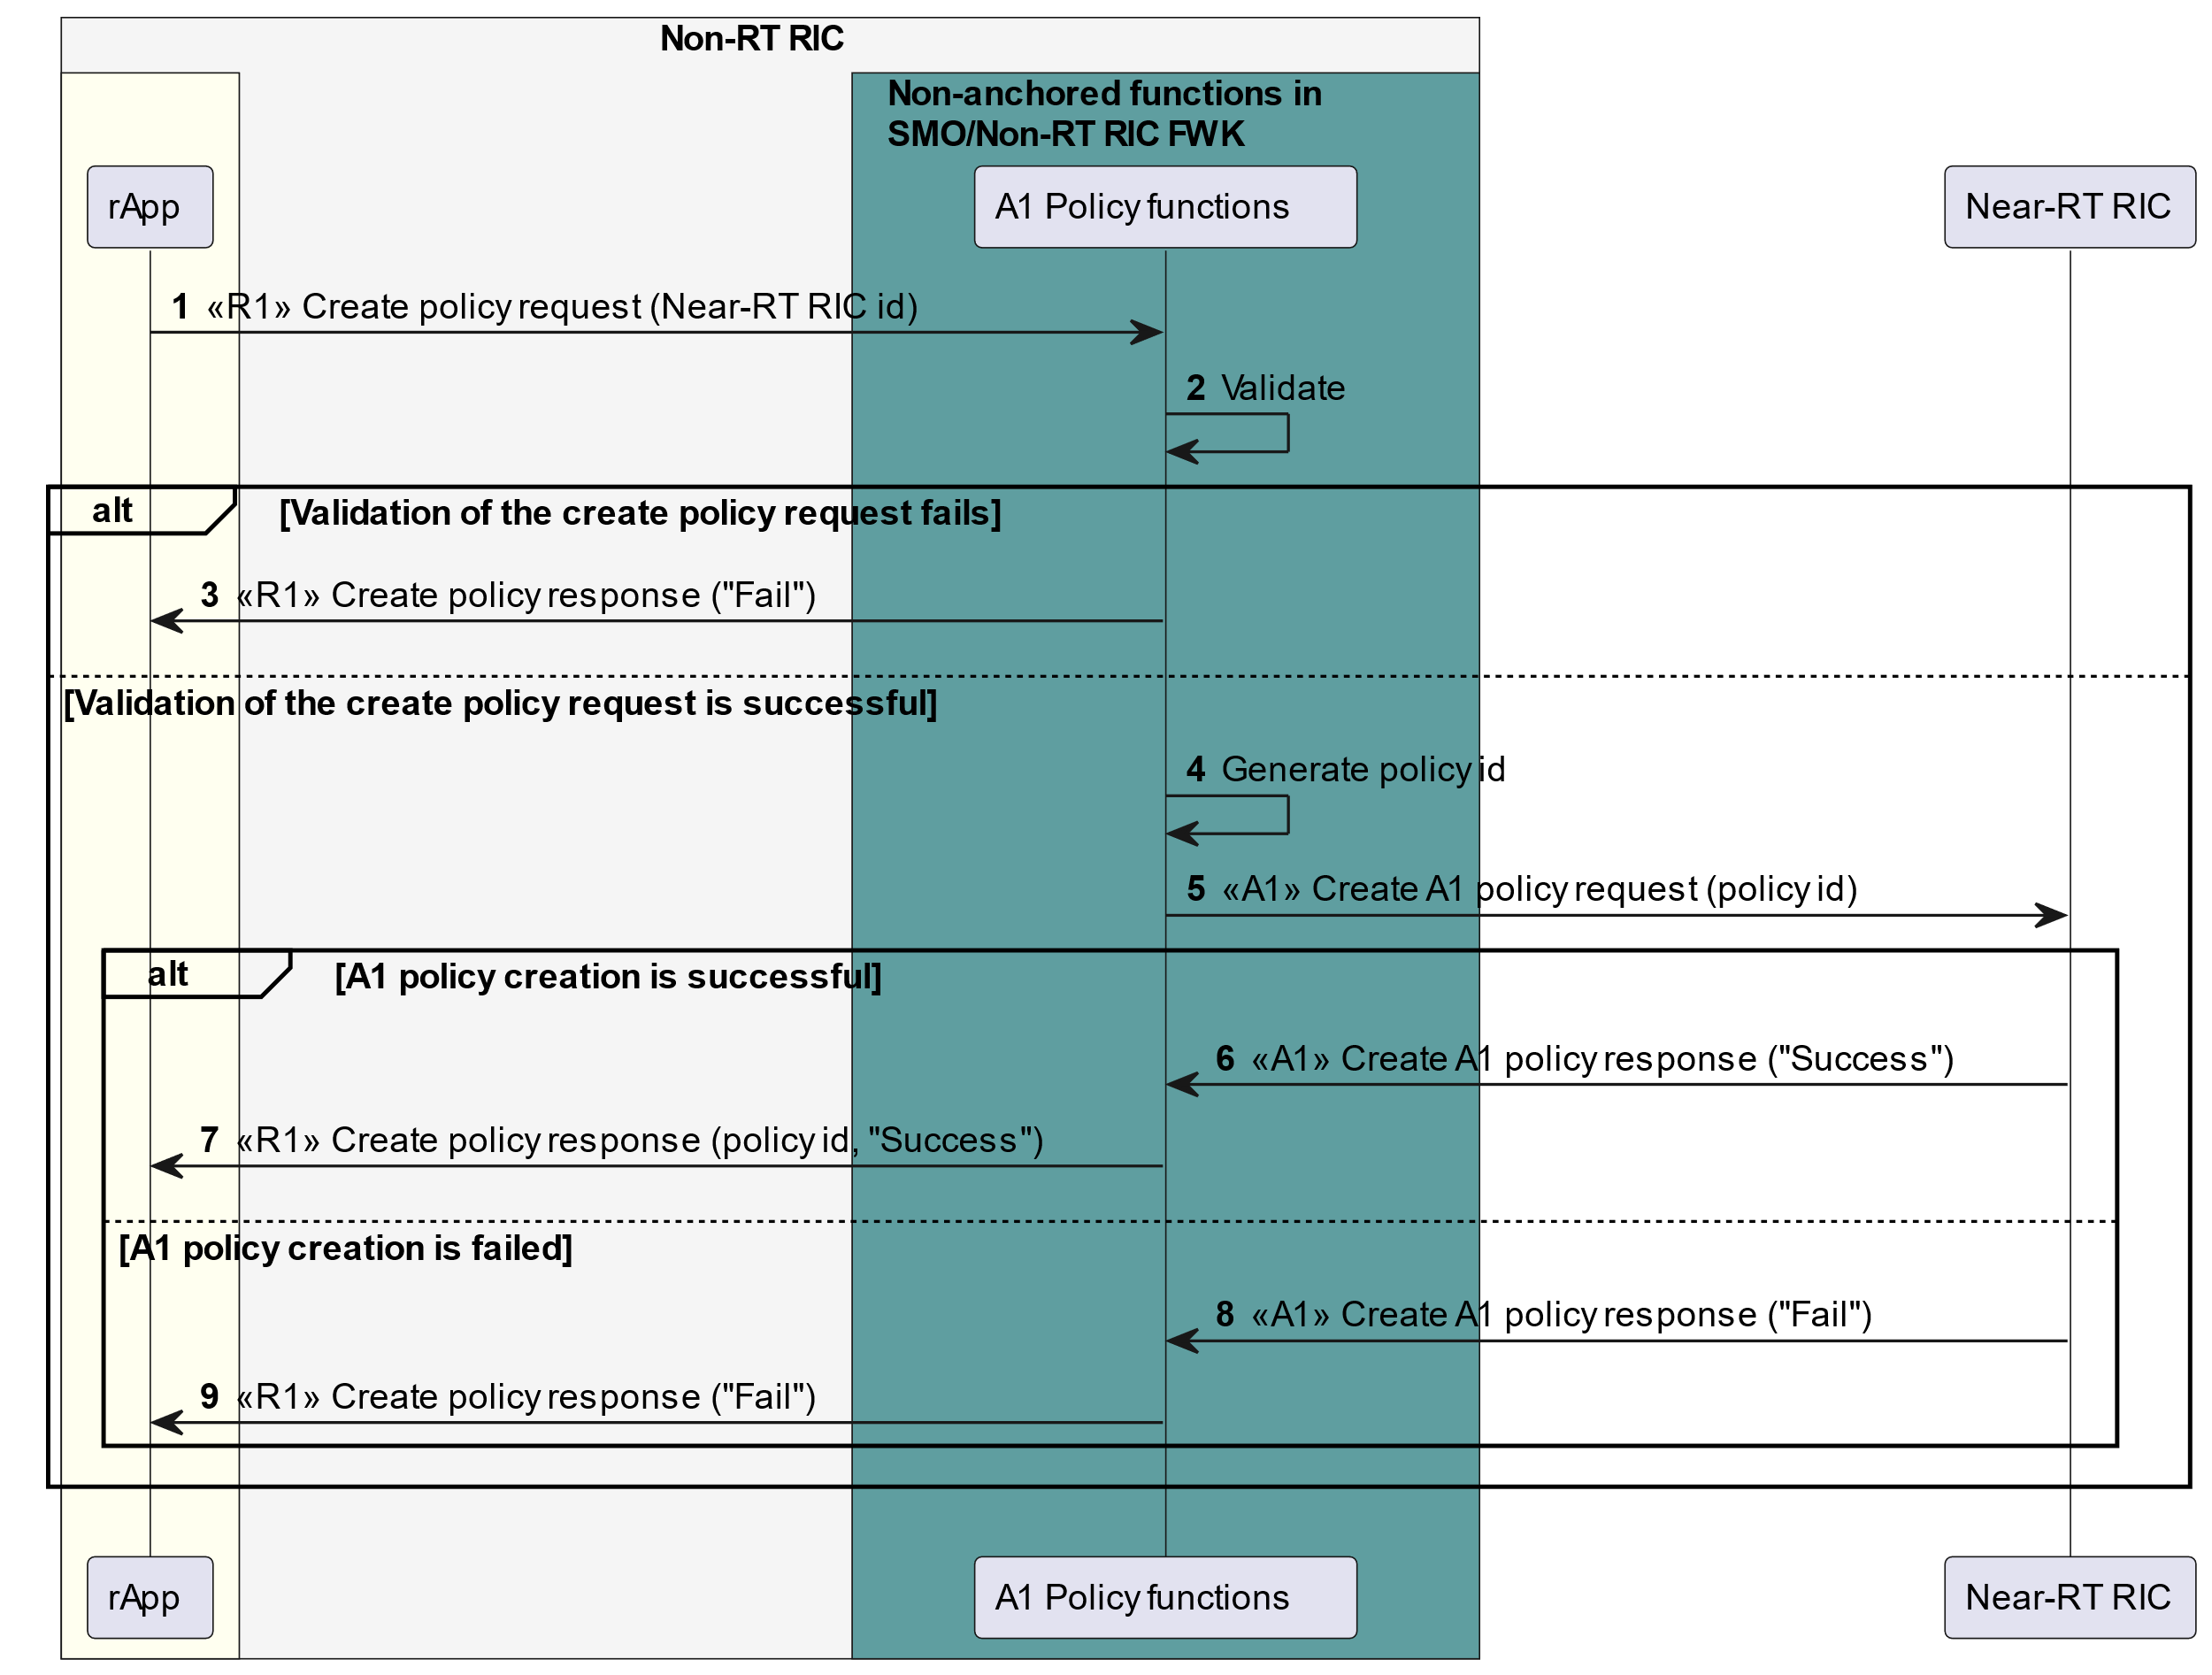 Non-RT RIC
Non-anchored functions in
SMO/Non-RT RIC FWK
rApp
A1 Policy functions
Near-RT RIC
1 «R1» Create policy request (Near-RT RIC id)
2 Validate
alt [Validation of the create policy request fails]
3 «R1» Create policy response ("Fail")
[Validation of the create policy request is successful]
4 Generate policy id
5 «A1» Create A1 policy request (policy id)
alt [A1 policy creation is successful]
6 «A1» Create A1 policy response ("Success")
7 «R1» Create policy response (policy id, "Success")
[A1 policy creation is failed]
8 «A1» Create A1 policy response ("Fail")
9 «R1» Create policy response ("Fail")
rApp
A1 Policy functions
Near-RT RIC